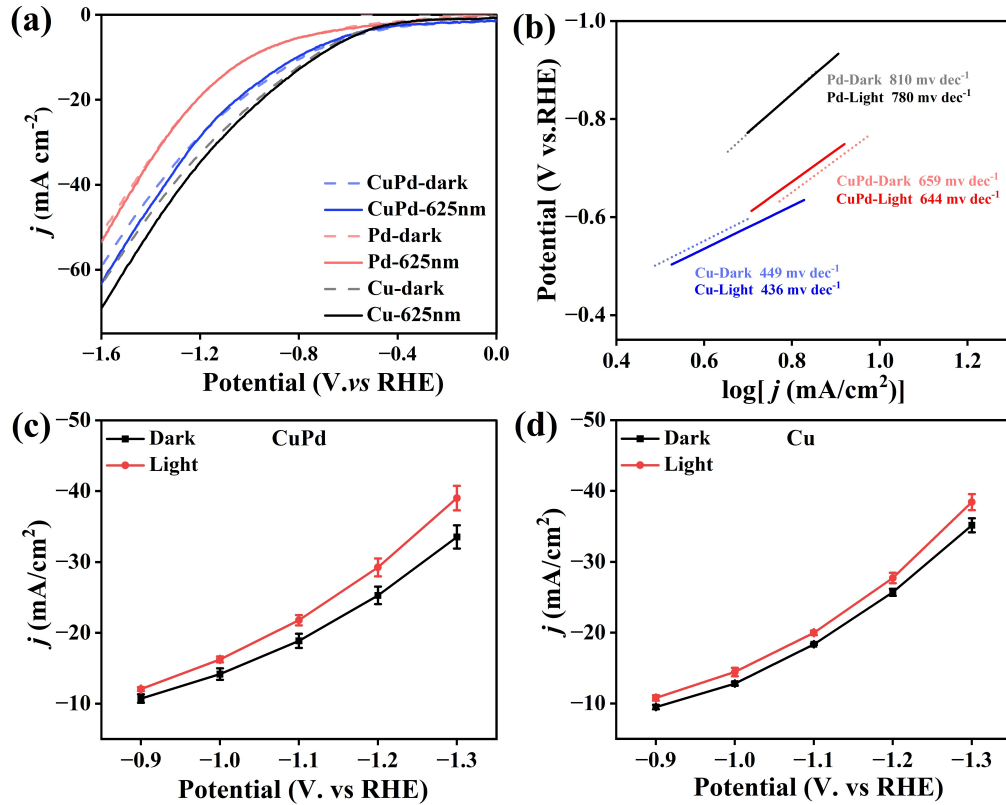 (a)
0
−20
−40
−60
j (mA cm-2)
CuPd-dark
CuPd-625nm
Pd-dark
Pd-625nm
Cu-dark
Cu-625nm
−1.6
−1.2
−0.8
−0.4
0.0
Potential (V.vs RHE)
(b)
−1.0
−0.8
−0.6
−0.4
Potential (V vs.RHE)
Pd-Dark 810 mv dec-1
Pd-Light 780 mv dec-1
CuPd-Dark 659 mv dec-1
CuPd-Light 644 mv dec-1
Cu-Dark 449 mv dec-1
Cu-Light 436 mv dec-1
0.4
0.6
0.8
1.0
1.2
log[ j (mA/cm2)]
(c)
−50
−40
−30
−20
−10
j (mA/cm2)
Dark
Light
CuPd
−0.9
−1.0
−1.1
−1.2
−1.3
Potential (V. vs RHE)
(d)
−50
−40
−30
−20
−10
j (mA/cm2)
Dark
Light
Cu
−0.9
−1.0
−1.1
−1.2
−1.3
Potential (V. vs RHE)